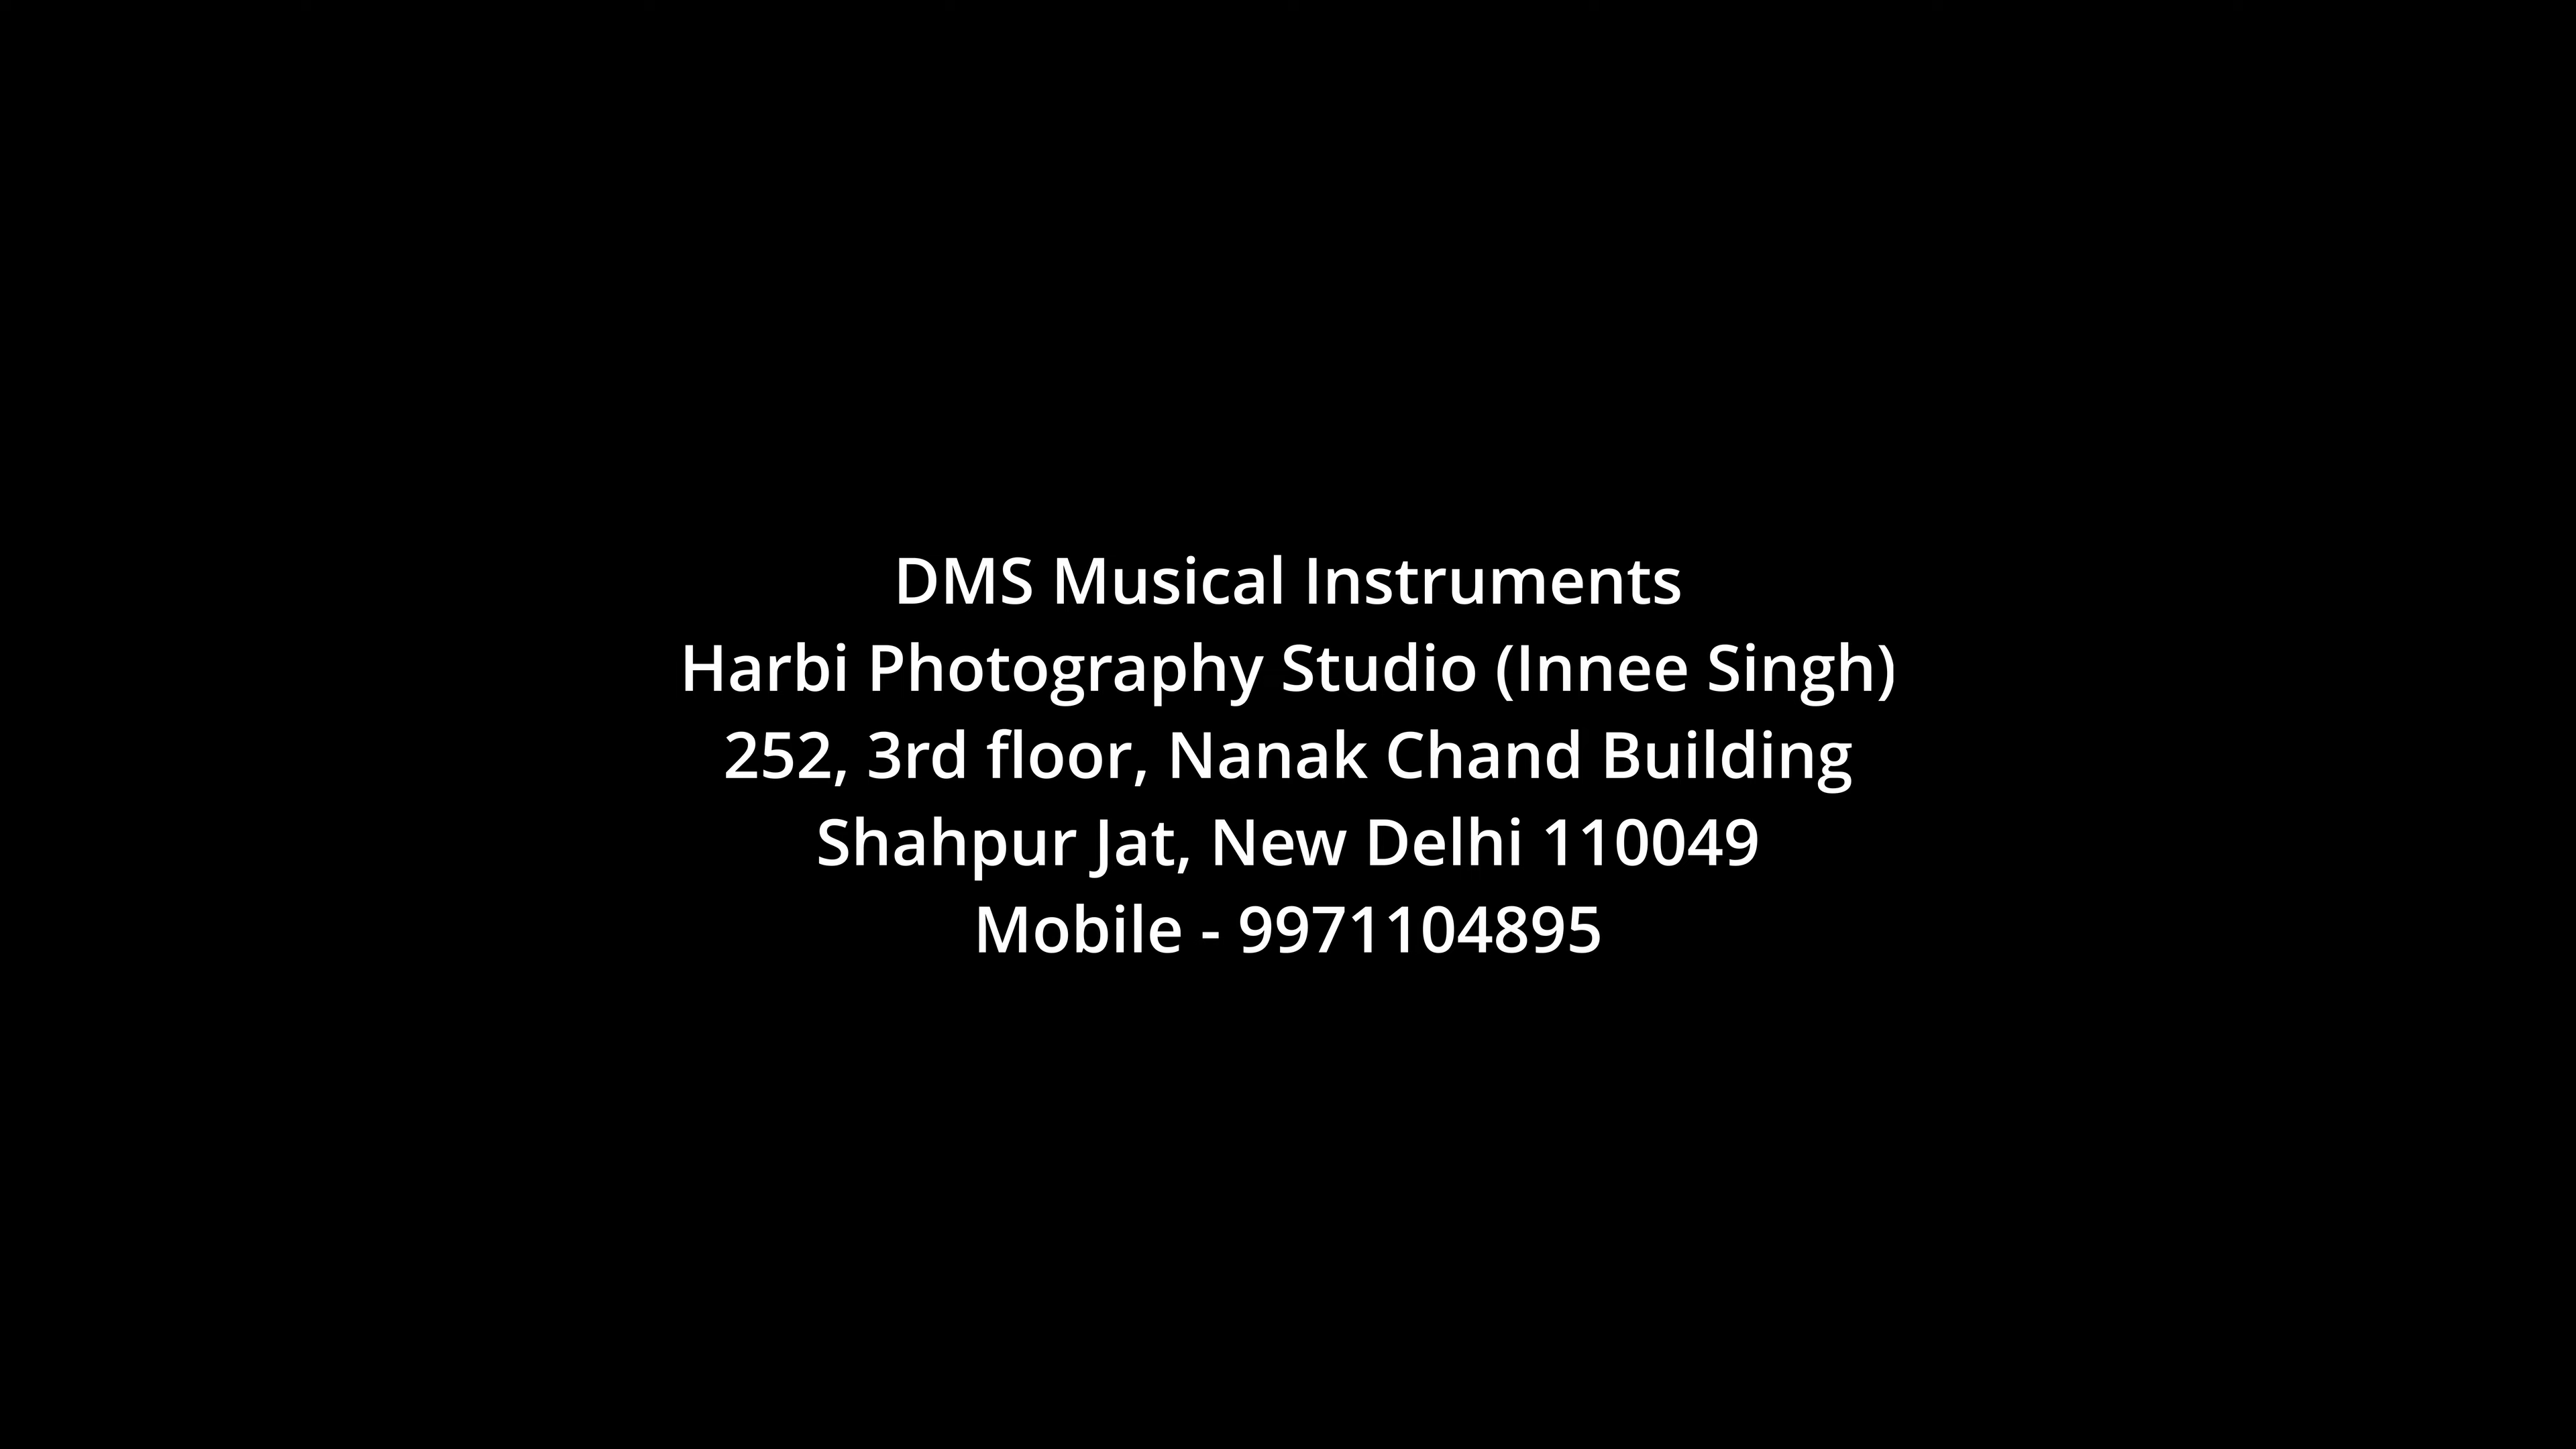 DMS Musical Instruments
Harbi Photography Studio (Innee Singh)
252, 3rd floor, Nanak Chand Building
Shahpur Jat, New Delhi 110049
Mobile - 9971104895